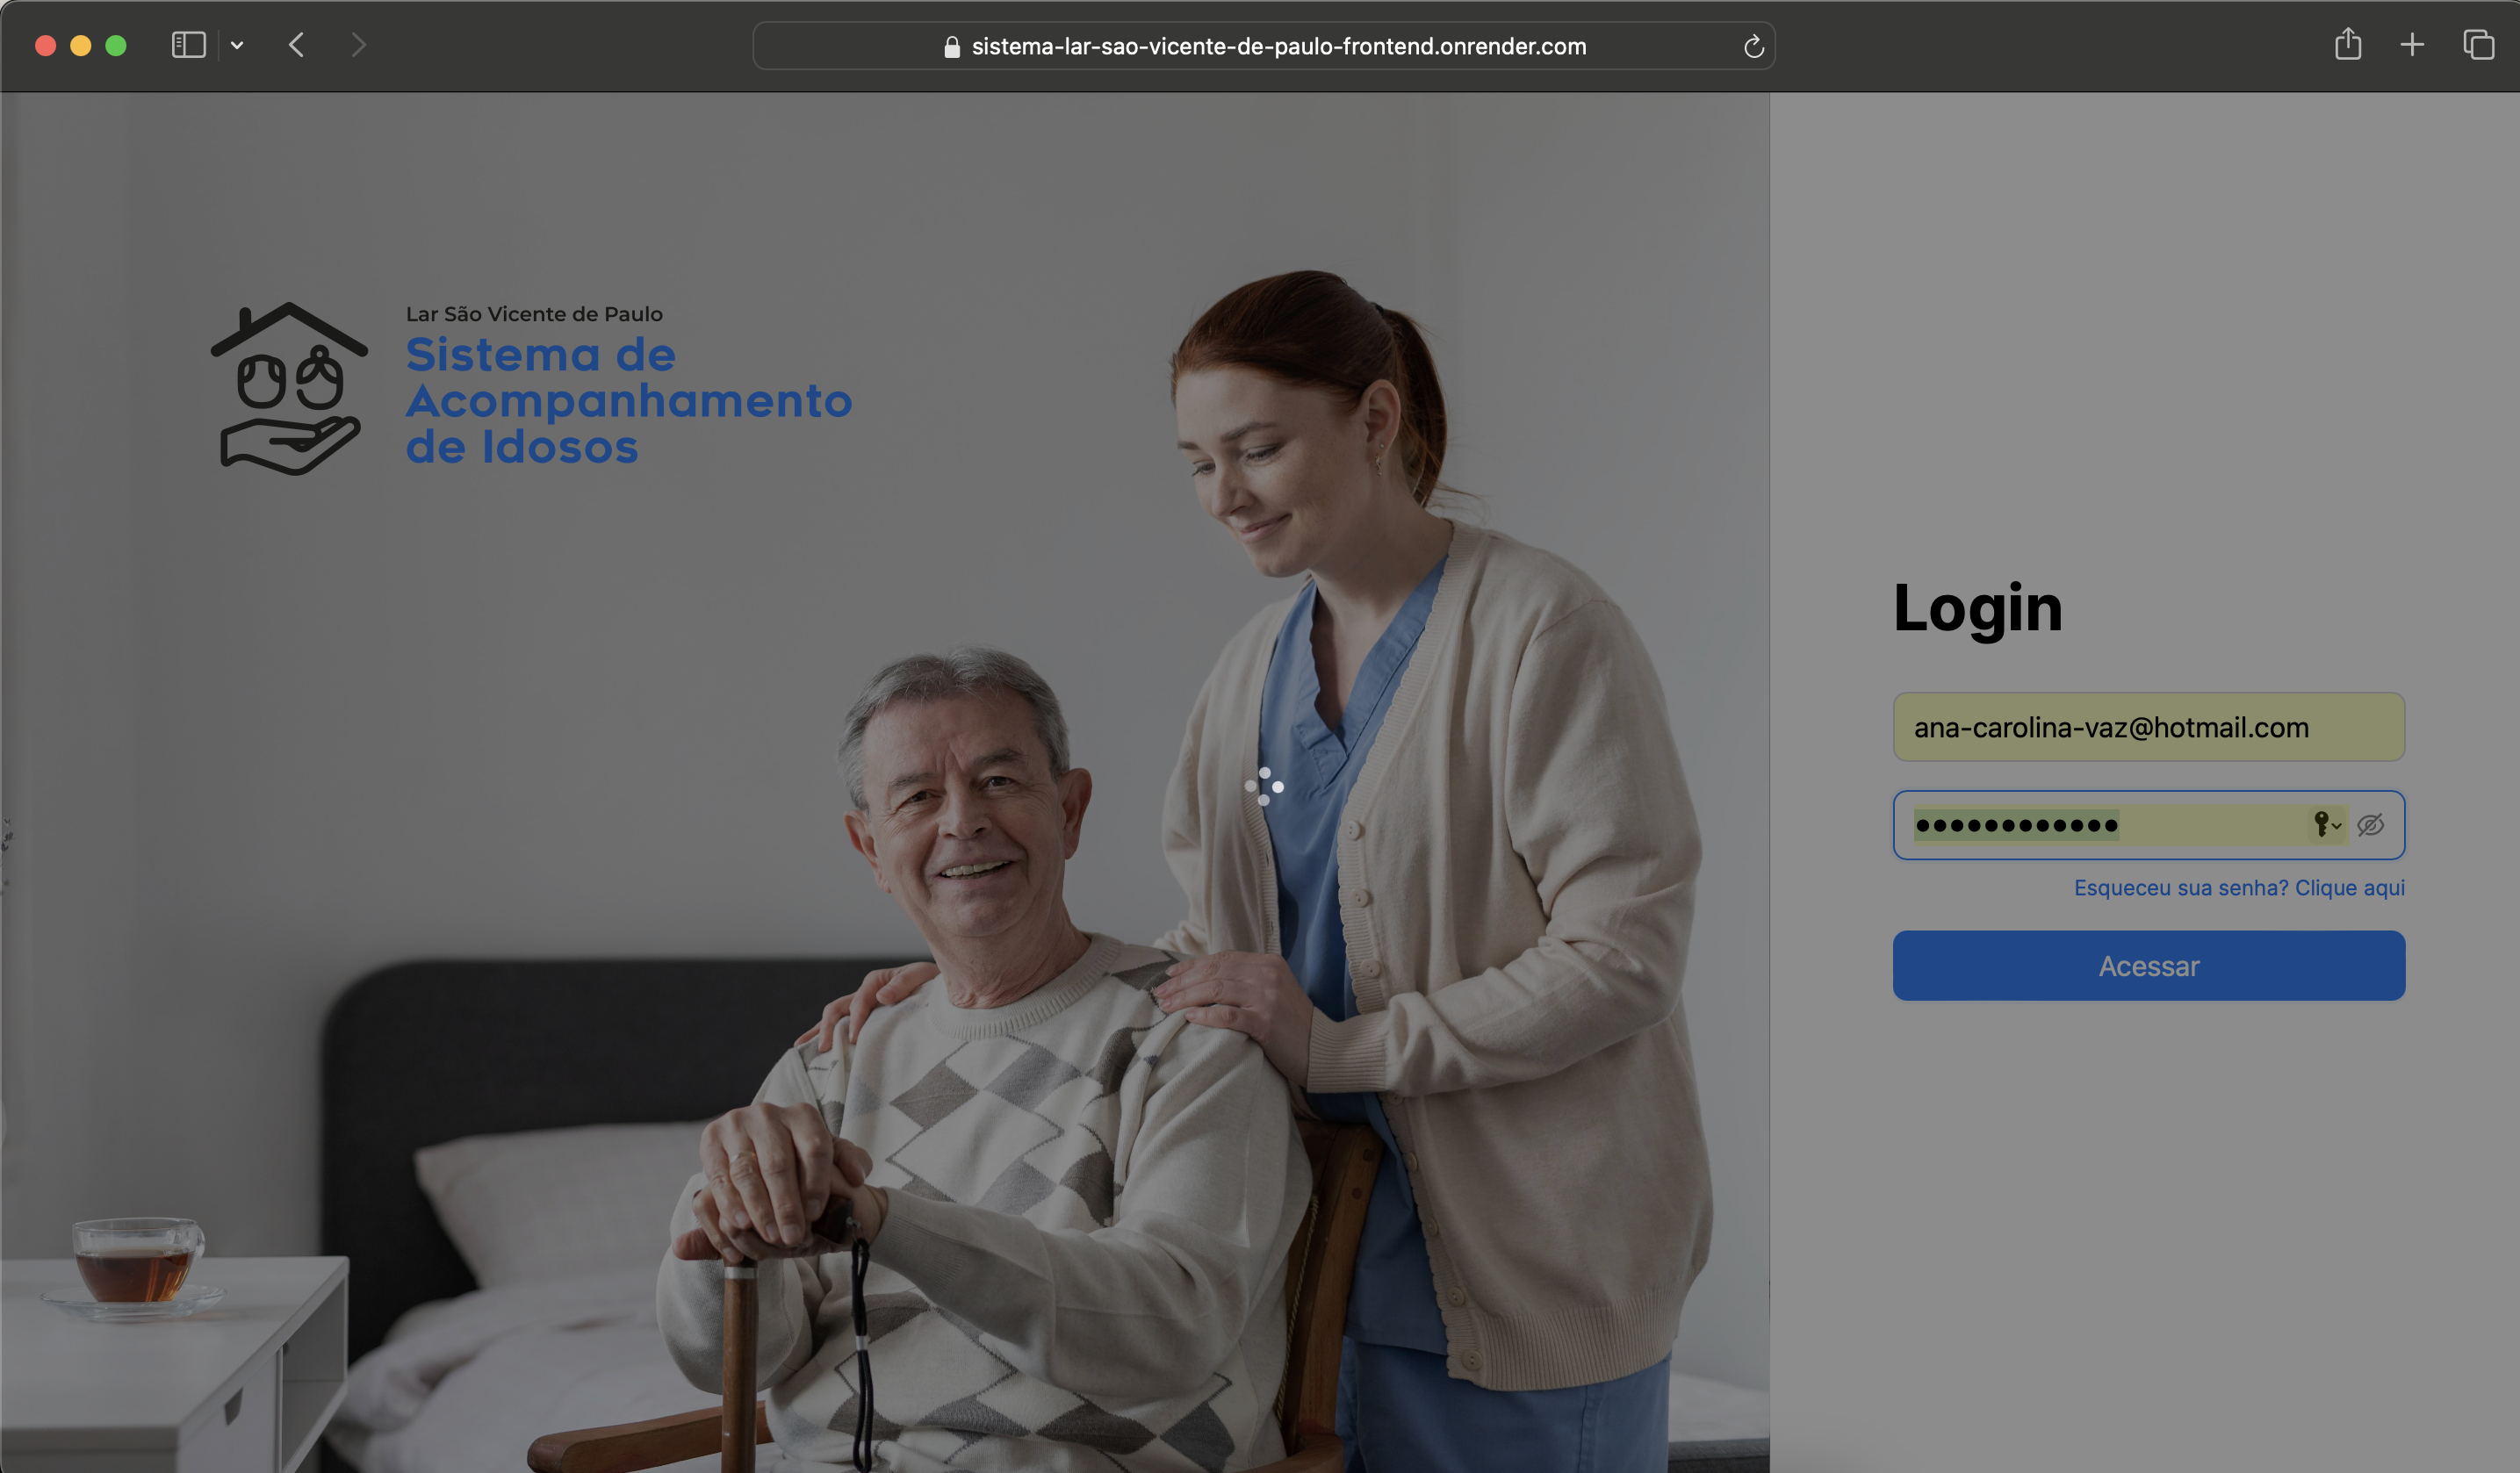 sistema-lar-sao-vicente-de-paulo-frontend.onrender.com
Lar São Vicente de Paulo
Sistema de
Acompanhamento
de Idosos
Login
ana-carolina-vaz@hotmail.com
Esqueceu sua senha? Clique aqui
Acessar